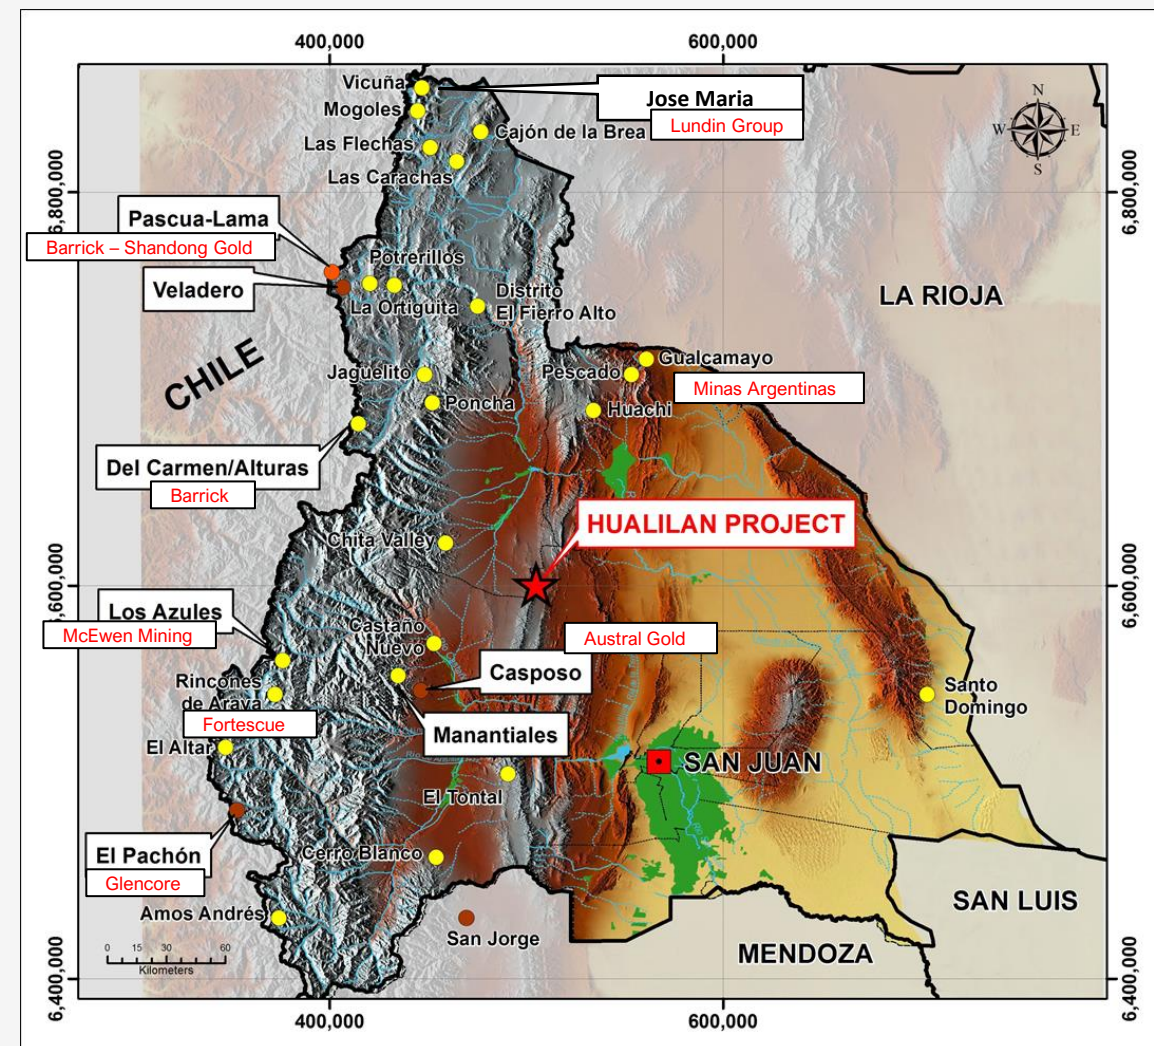 400,000
600,000
N
W
E
S
Vicuña
Mogoles
Jose Maria
Lundin Group
Cajón de la Brea
Las Flechas
Las Carachas
6,800,000
6,800,000
Pascua-Lama
Barrick – Shandong Gold
Potrerillos
Veladero
La Ortiguita
Distrito
El Fierro Alto
LA RIOJA
CHILE
Gualcamayo
Jaguelito
Pescado
Minas Argentinas
Poncha
Huachi
Del Carmen/Alturas
Barrick
HUALILAN PROJECT
Chita Valley
6,600,000
6,600,000
Los Azules
McEwen Mining
Castaño
Nuevo
Austral Gold
Casposo
Rincones
de Araya
Fortescue
Santo
Domingo
Manantiales
El Altar
SAN JUAN
El Tontal
El Pachón
Glencore
Cerro Blanco
SAN LUIS
Amos Andrés
San Jorge
MENDOZA
0 15 30 60
Kilometers
6,400,000
6,400,000
400,000
600,000